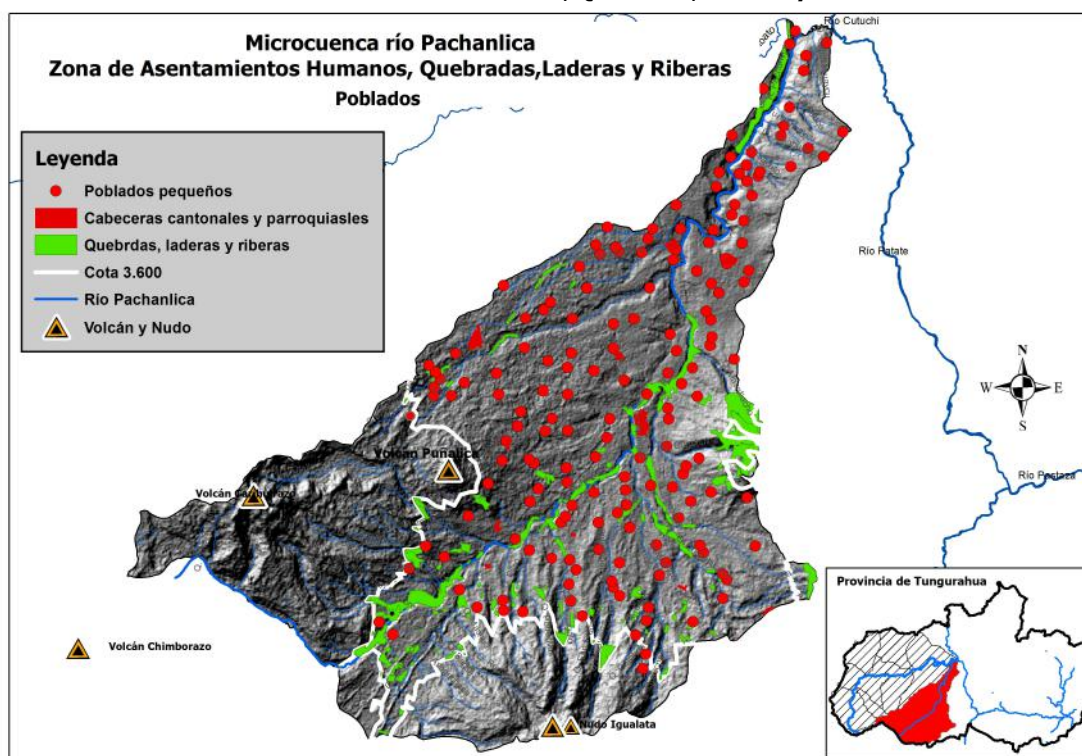 Microcuenca río Pachanlica
Zona de Asentamientos Humanos, Quebradas,Laderas y Riberas
Poblados
Río Cutuchi
Leyenda
Poblados pequeños
Cabeceras cantonales y parroquiasles
Quebrdas, laderas y riberas
Cota 3.600
Río Pachanlica
Volcán y Nudo
Río Patate
N
W E
S
Volcán Puñalica
Río Pastaza
Volcán Carihuairazo
Provincia de Tungurahua
Volcán Chimborazo
Nudo Igualata